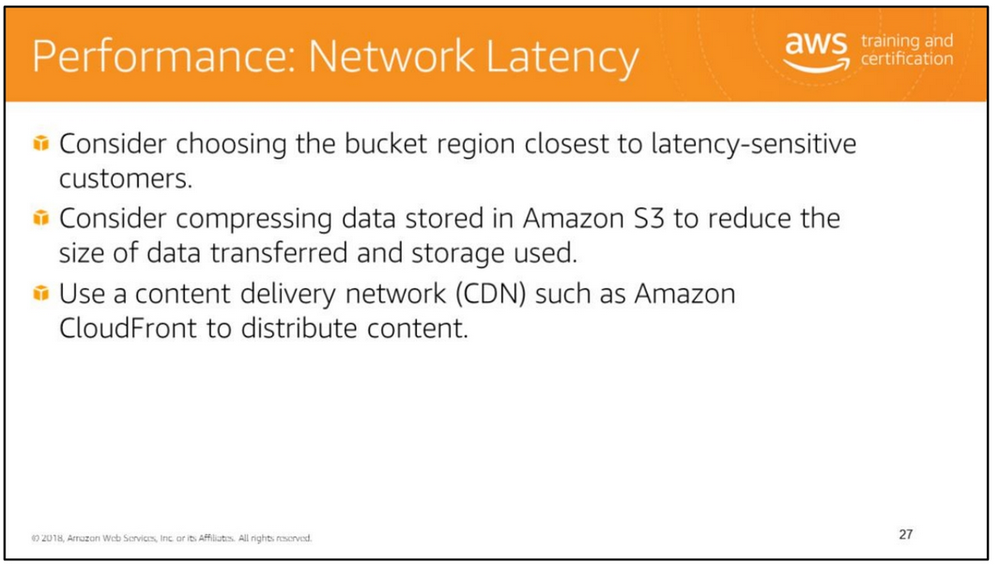 Performance: Network Latency
aws training and
certification
Consider choosing the bucket region closest to latency-sensitive
customers.
Consider compressing data stored in Amazon S3 to reduce the
size of data transferred and storage used.
Use a content delivery network (CDN) such as Amazon
CloudFront to distribute content.
© 2018, Amazon Web Services, Inc. or its Affiliates. All rights reserved.
27